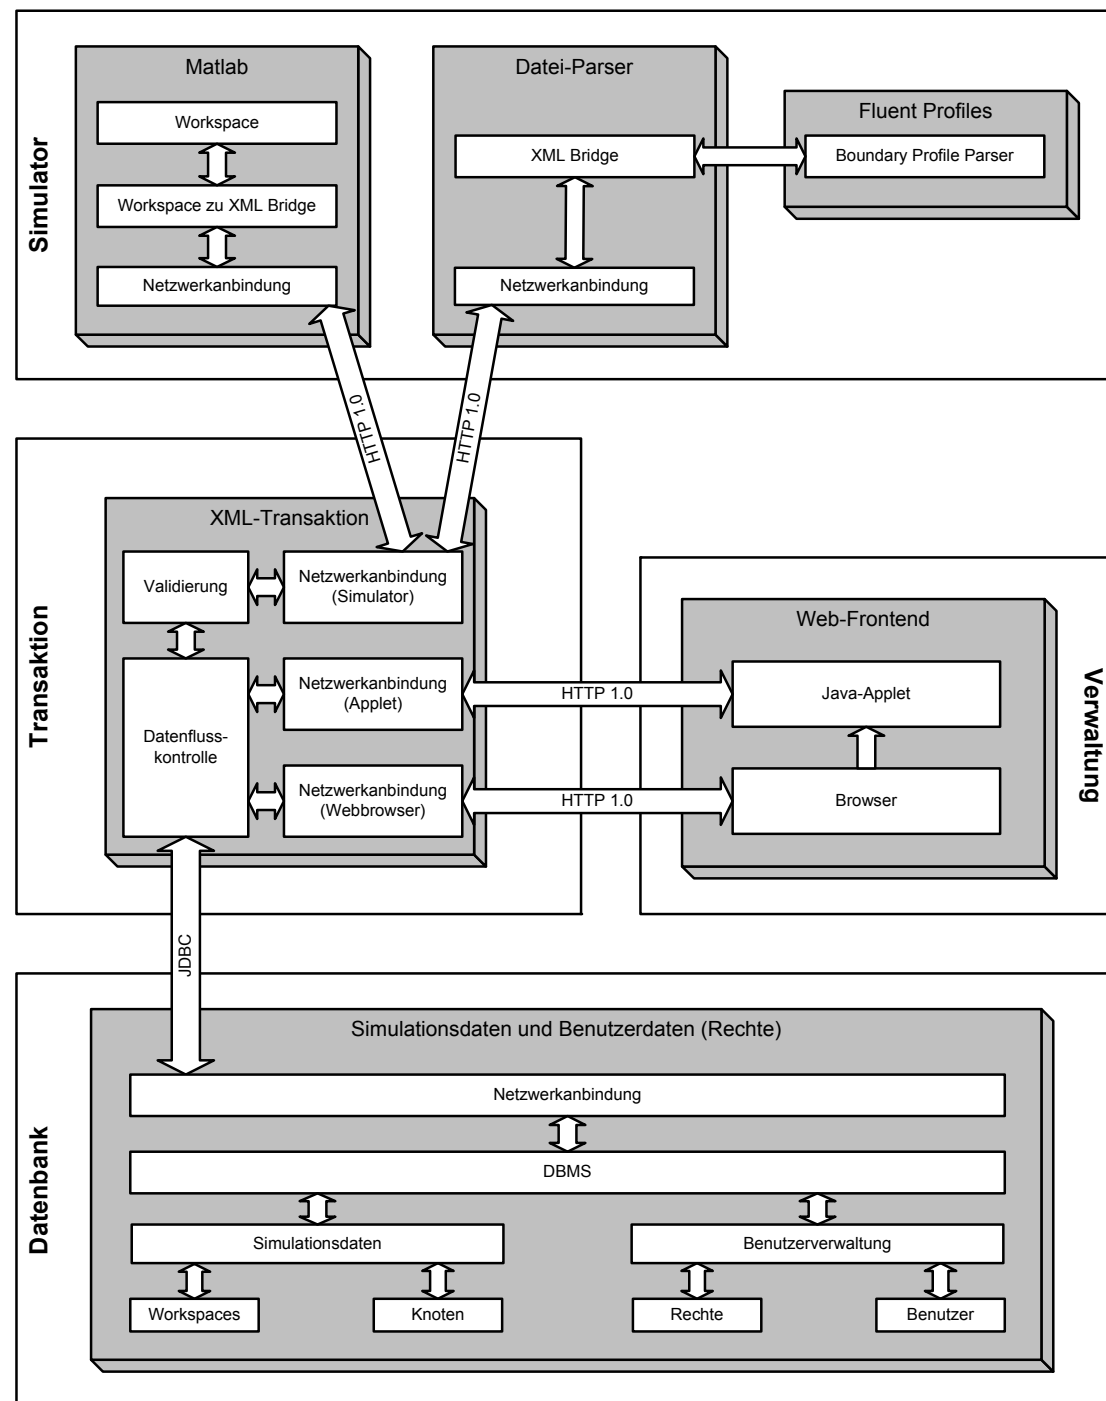 Simulator
Matlab
Workspace
Workspace zu XML Bridge
Netzwerkanbindung
Datei-Parser
XML Bridge
Netzwerkanbindung
Fluent Profiles
Boundary Profile Parser
HTTP 1.0
HTTP 1.0
Transaktion
XML-Transaktion
Validierung
Netzwerkanbindung
(Simulator)
Datenfluss-
kontrolle
Netzwerkanbindung
(Applet)
Netzwerkanbindung
(Webbrowser)
HTTP 1.0
HTTP 1.0
Verwaltung
Web-Frontend
Java-Applet
Browser
JDBC
Datenbank
Simulationsdaten und Benutzerdaten (Rechte)
Netzwerkanbindung
DBMS
Simulationsdaten
Benutzerverwaltung
Workspaces
Knoten
Rechte
Benutzer